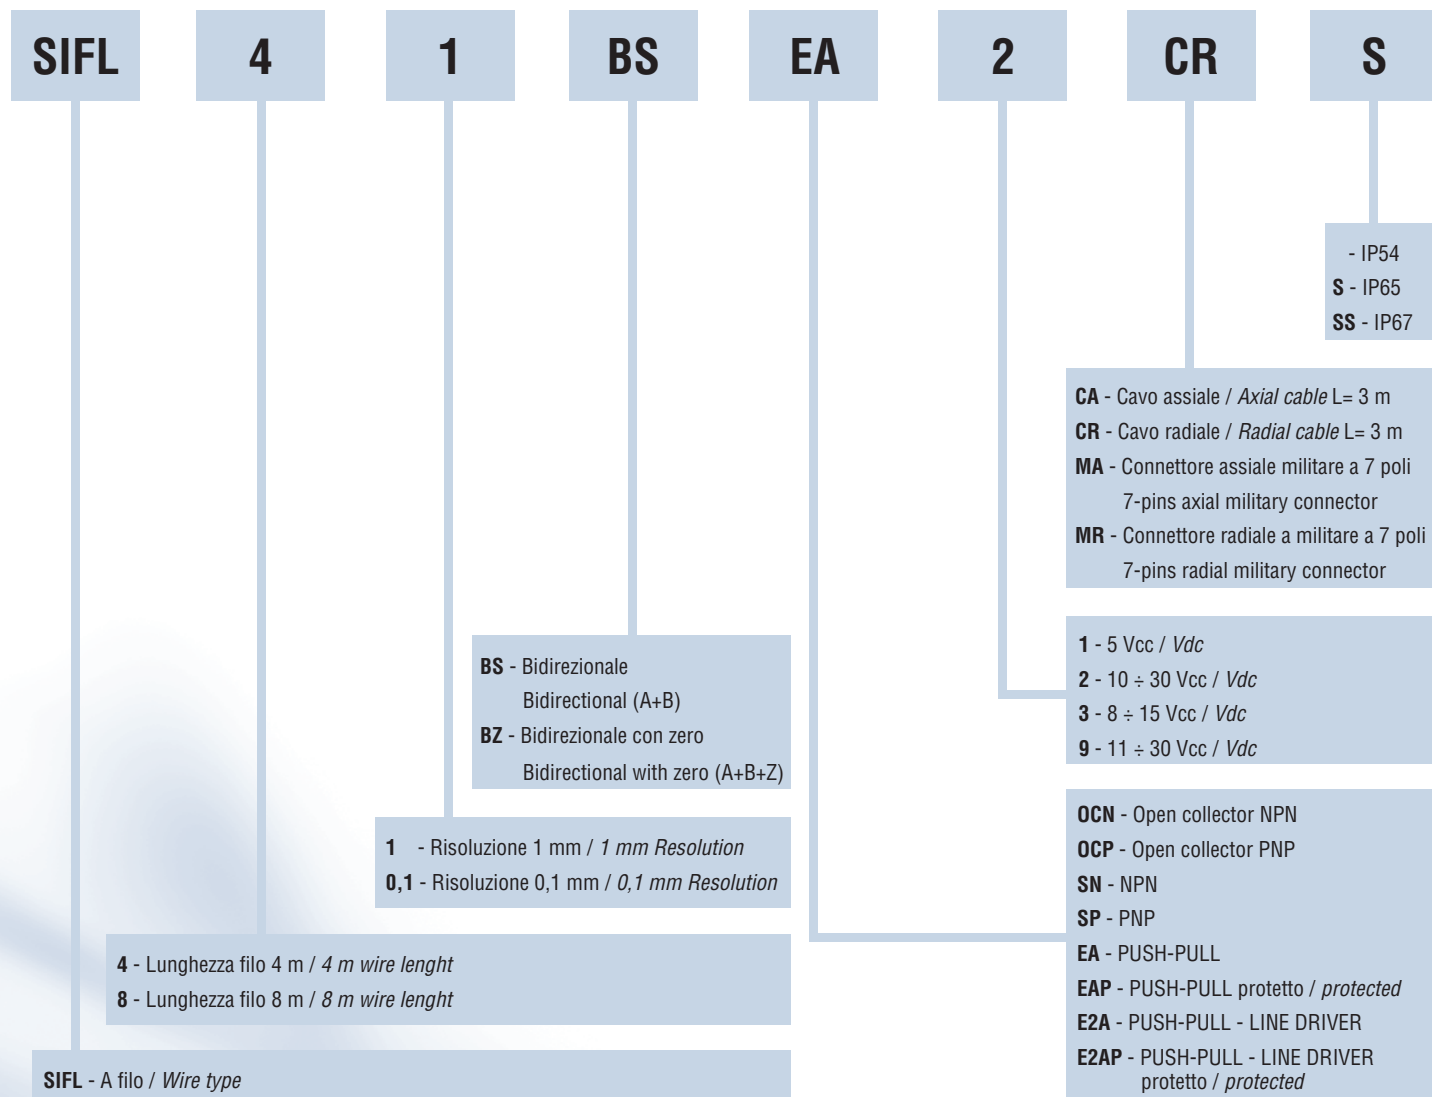 SIFL 4 1 BS EA 2 CR S
- IP54
S - IP65
SS - IP67
CA - Cavo assiale / Axial cable L= 3 m
CR - Cavo radiale / Radial cable L= 3 m
MA - Connettore assiale militare a 7 poli
7-pins axial military connector
MR - Connettore radiale a militare a 7 poli
7-pins radial military connector
1 - 5 Vcc / Vdc
2 - 10 ÷ 30 Vcc / Vdc
3 - 8 ÷ 15 Vcc / Vdc
9 - 11 ÷ 30 Vcc / Vdc
BS - Bidirezionale
Bidirectional (A+B)
BZ - Bidirezionale con zero
Bidirectional with zero (A+B+Z)
OCN - Open collector NPN
OCP - Open collector PNP
SN - NPN
SP - PNP
EA - PUSH-PULL
EAP - PUSH-PULL protetto / protected
E2A - PUSH-PULL - LINE DRIVER
E2AP - PUSH-PULL - LINE DRIVER
protetto / protected
1 - Risoluzione 1 mm / 1 mm Resolution
0,1 - Risoluzione 0,1 mm / 0,1 mm Resolution
4 - Lunghezza filo 4 m / 4 m wire lenght
8 - Lunghezza filo 8 m / 8 m wire lenght
SIFL - A filo / Wire type